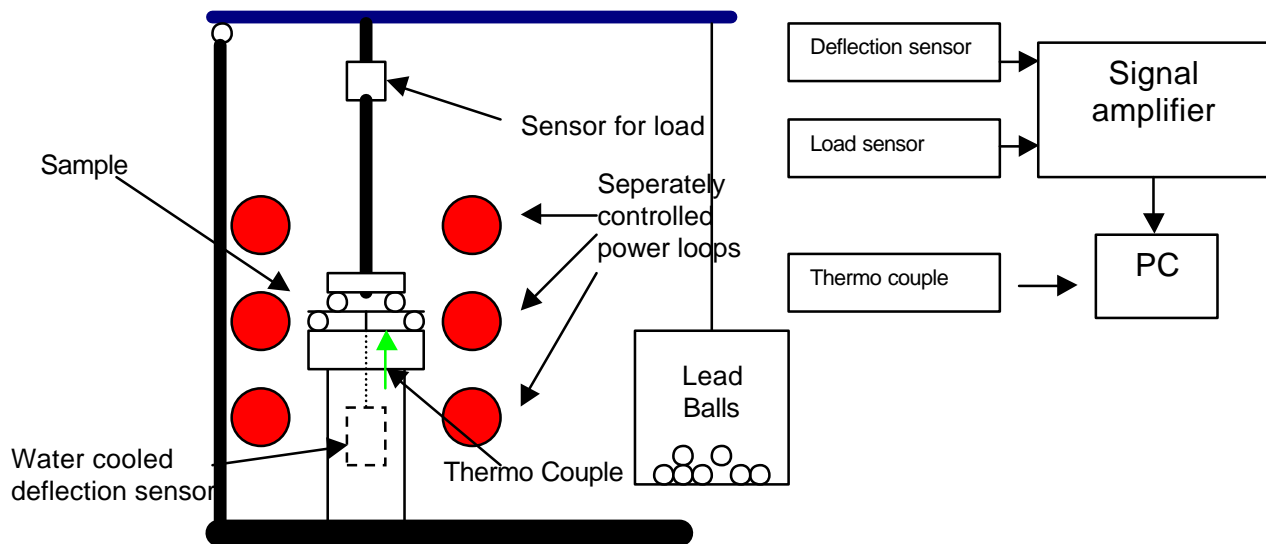 Deflection sensor
Signal
amplifier
Sensor for load
Load sensor
Sample
Seperately
controlled
power loops
Thermo couple
PC
Lead
Balls
Water cooled
deflection sensor
Thermo Couple